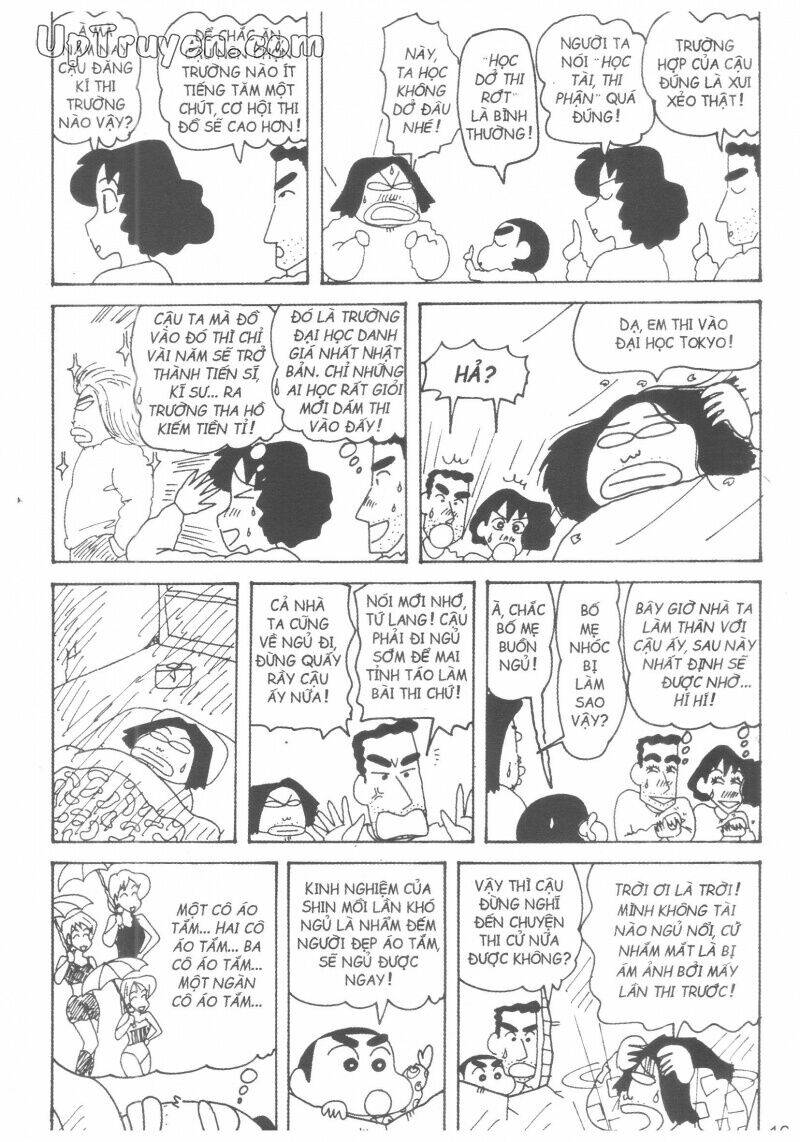 UpTruyen.com
TRƯỜNG
HỢP CỦA CẬU
ĐÚNG LÀ XUI
XẺO THẬT!
NGƯỜI TA
NÓI "HỌC
TÀI, THI
PHẬN" QUÁ
ĐÚNG!
"HỌC
DỞ THI
RỚT"
LÀ BÌNH
THƯỜNG!
NÀY,
TA HỌC
KHÔNG
DỞ ĐÂU
NHÉ!
ĐỂ CHẮC ĂN
NÊN CHỌN
TRƯỜNG NÀO ÍT
TIẾNG TĂM MỘT
CHÚT, CƠ HỘI THI
ĐỖ SẼ CAO HƠN!
À MÀ
CẬU ĐĂNG
KÍ THI
TRƯỜNG
NÀO VẬY?
DẠ, EM THI VÀO
ĐẠI HỌC TOKYO!
HẢ?
ĐÓ LÀ TRƯỜNG
ĐẠI HỌC DANH
GIÁ NHẤT NHẬT
BẢN. CHỈ NHỮNG
AI HỌC RẤT GIỎI
MỚI DÁM THI
VÀO ĐẤY!
CẬU TA MÀ ĐỖ
VÀO ĐÓ THÌ CHỈ
VÀI NĂM SẼ TRỞ
THÀNH TIẾN SĨ,
KĨ SƯ... RA
TRƯỜNG THA HỒ
KIẾM TIỀN TỈ!
BÂY GIỜ NHÀ TA
LÀM THÂN VỚI
CẬU ẤY, SAU NÀY
NHẤT ĐỊNH SẼ
ĐƯỢC NHỜ...
HÍ HÍ!
BỐ
MẸ
NHÓC
BỊ
LÀM
SAO
VẬY?
À, CHẮC
BỐ MẸ
BUỒN
NGỦ!
NÓI MỚI NHỚ,
TỨ LANG! CẬU
PHẢI ĐI NGỦ
SỚM ĐỂ MAI
TỈNH TÁO LÀM
BÀI THI CHỨ!
CẢ NHÀ
TA CŨNG
VỀ NGỦ ĐI,
ĐỪNG QUẤY
RẦY CẬU
ẤY NỮA!
TRỜI ƠI LÀ TRỜI!
MÌNH KHÔNG TÀI
NÀO NGỦ NỔI, CỨ
NHẮM MẮT LÀ BỊ
ÁM ẢNH BỞI MẤY
LẦN THI TRƯỚC!
VẬY THÌ CẬU
ĐỪNG NGHĨ
ĐẾN CHUYỆN
THI CỬ NỮA
ĐƯỢC KHÔNG?
KINH NGHIỆM CỦA
SHIN MỖI LẦN KHÓ
NGỦ LÀ NHẨM ĐẾM
NGƯỜI ĐẸP ÁO TẮM,
SẼ NGỦ ĐƯỢC
NGAY!
MỘT CÔ ÁO
TẮM... HAI CÔ
ÁO TẮM... BA
CÔ ÁO TẮM...
MỘT NGÀN
CÔ ÁO TẮM...